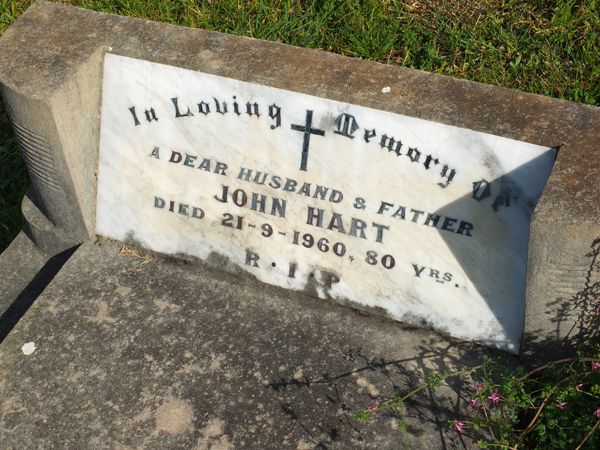 In Loving Memory Of
A DEAR HUSBAND & FATHER
JOHN HART
DIED 21-9-1960, 80 YRS.
R·I·P